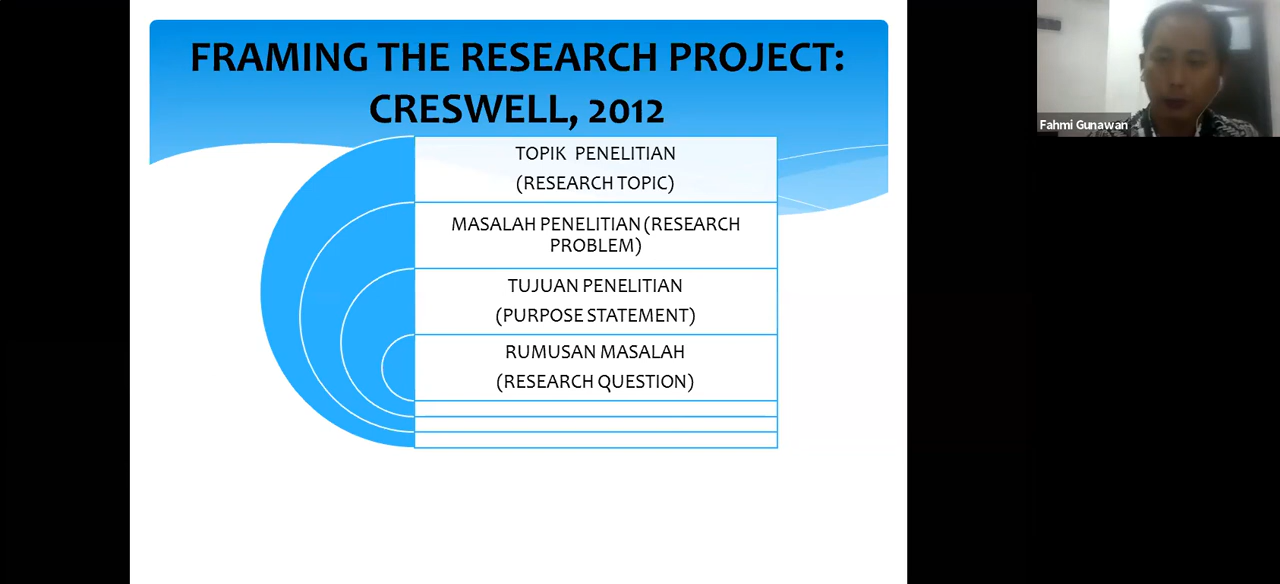 FRAMING THE RESEARCH PROJECT:
CRESWELL, 2012
TOPIK PENELITIAN
(RESEARCH TOPIC)
MASALAH PENELITIAN (RESEARCH
PROBLEM)
TUJUAN PENELITIAN
(PURPOSE STATEMENT)
RUMUSAN MASALAH
(RESEARCH QUESTION)
Fahmi Gunawan